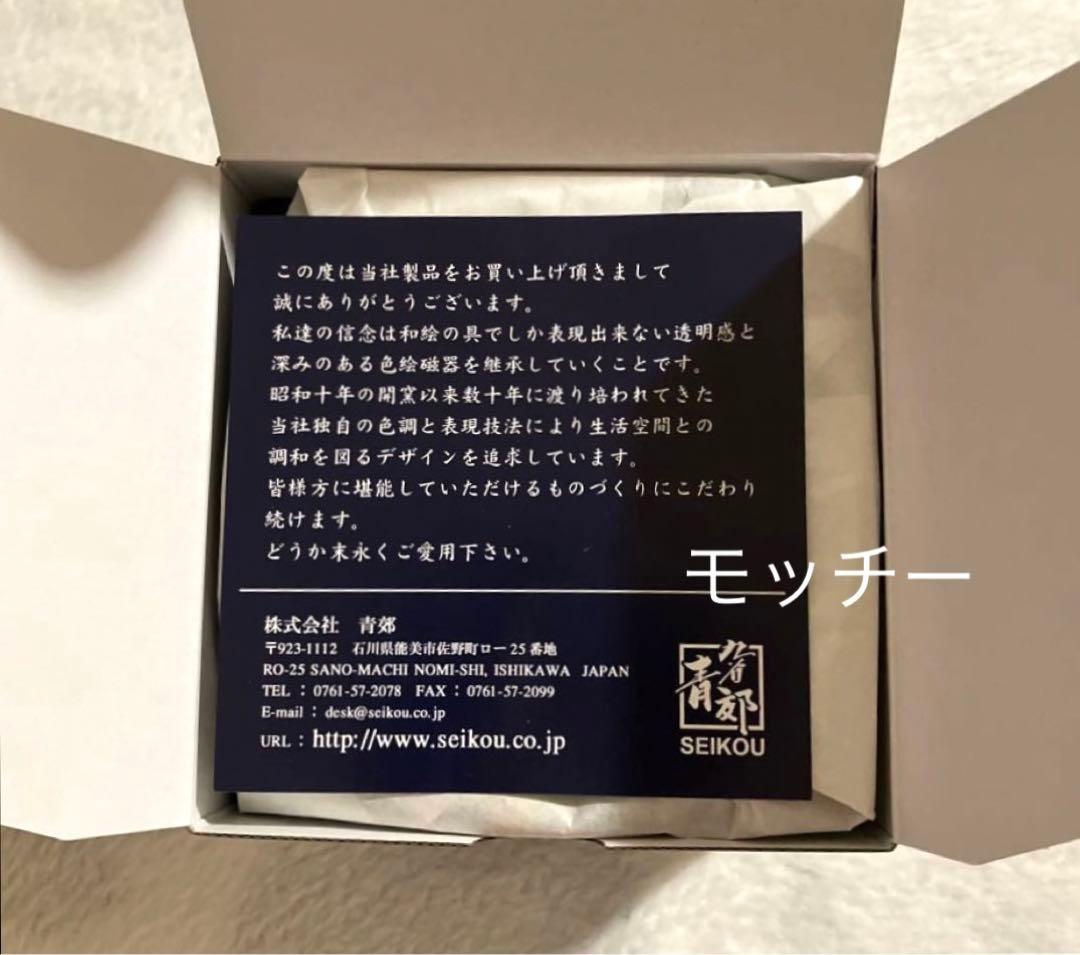 この度は当社製品をお買い上げ頂きまして
誠にありがとうございます。
私達の信念は和絵の具でしか表現出来ない透明感と
深みのある色絵磁器を継承していくことです。
昭和十年の開窯以来数十年に渡り培われてきた
当社独自の色調と表現技法により生活空間との
調和を図るデザインを追求しています。
皆様方に堪能していただけるものづくりにこだわり
続けます。
どうか末永くご愛用下さい。
モッチー
株式会社 青郊
〒923-1112 石川県能美市佐野町ロー25番地
RO-25 SANO-MACHI NOMI-SHI, ISHIKAWA JAPAN
TEL : 0761-57-2078 FAX : 0761-57-2099
E-mail : desk@seikou.co.jp
URL : http://www.seikou.co.jp
九谷
青郊
SEIKOU